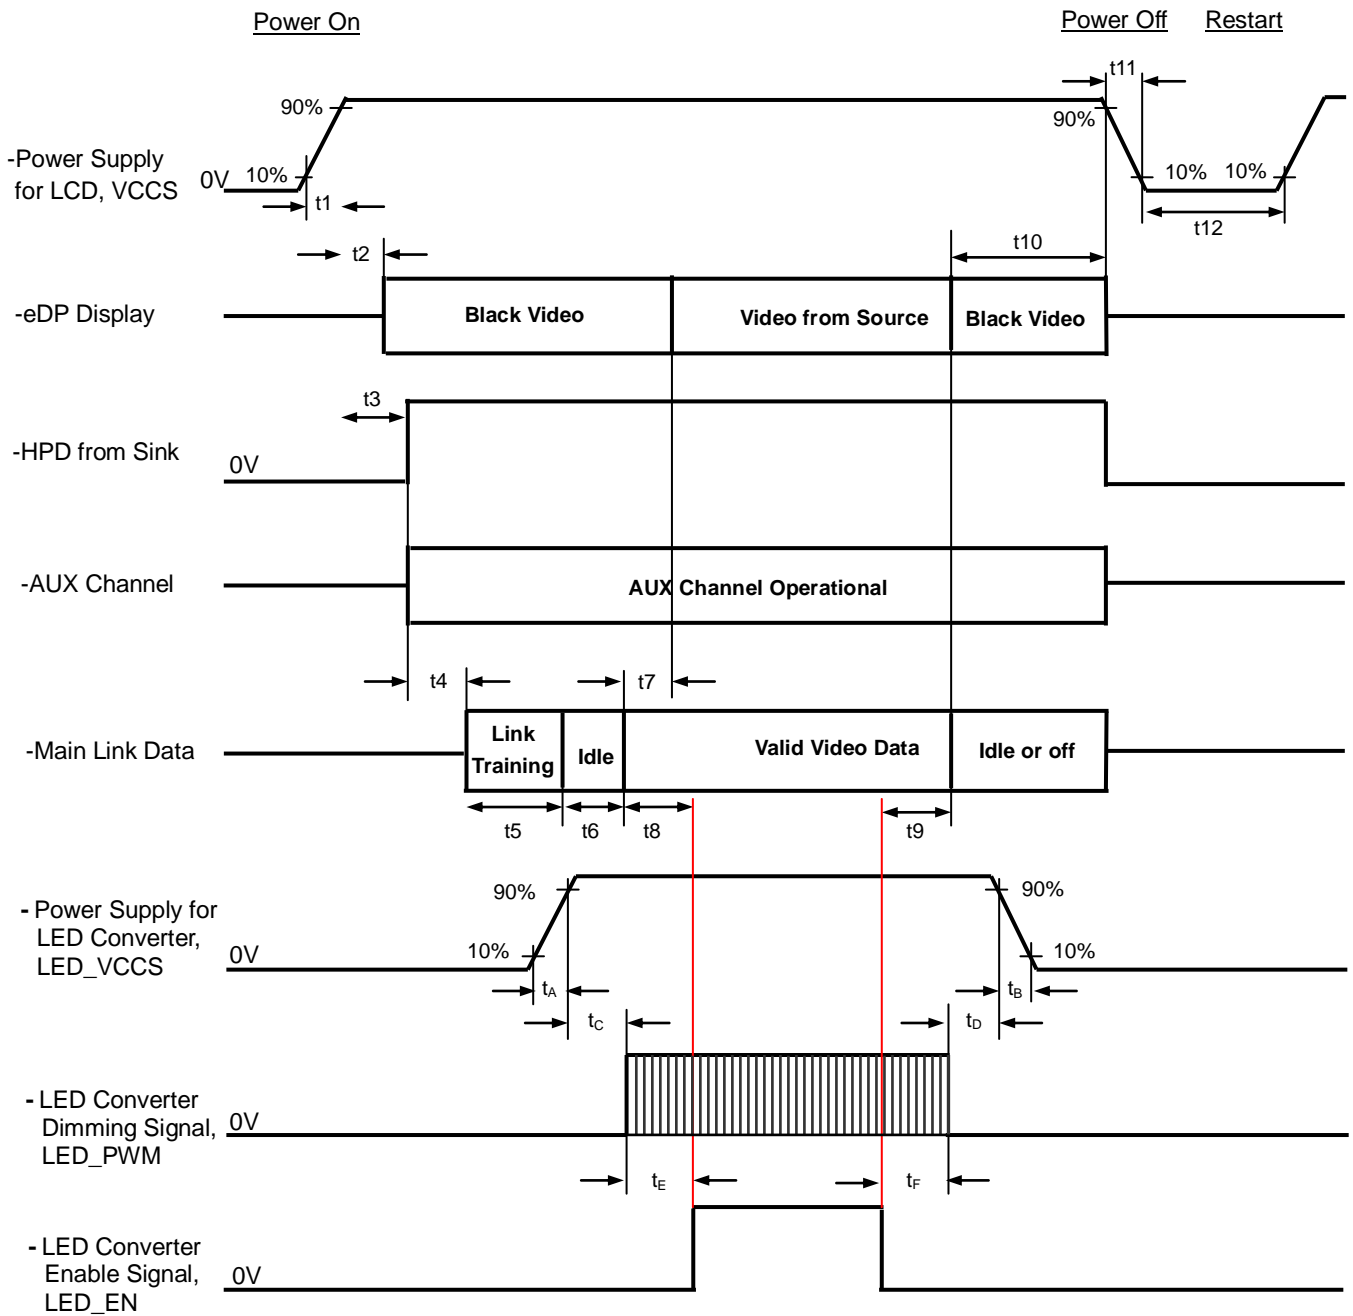 Power On
Power Off Restart
t11
90%
90%
-Power Supply
for LCD, VCCS
0V 10%
10% 10%
t1
t12
t2
t10
-eDP Display
Black Video
Video from Source
Black Video
t3
-HPD from Sink
0V
-AUX Channel
AUX Channel Operational
t4
t7
-Main Link Data
Link
Training
Idle
Valid Video Data
Idle or off
t5
t6
t8
t9
90%
90%
- Power Supply for
LED Converter,
LED_VCCS
0V
10%
10%
tA
tB
tC
tD
- LED Converter
Dimming Signal,
LED_PWM
0V
tE
tF
- LED Converter
Enable Signal,
LED_EN
0V